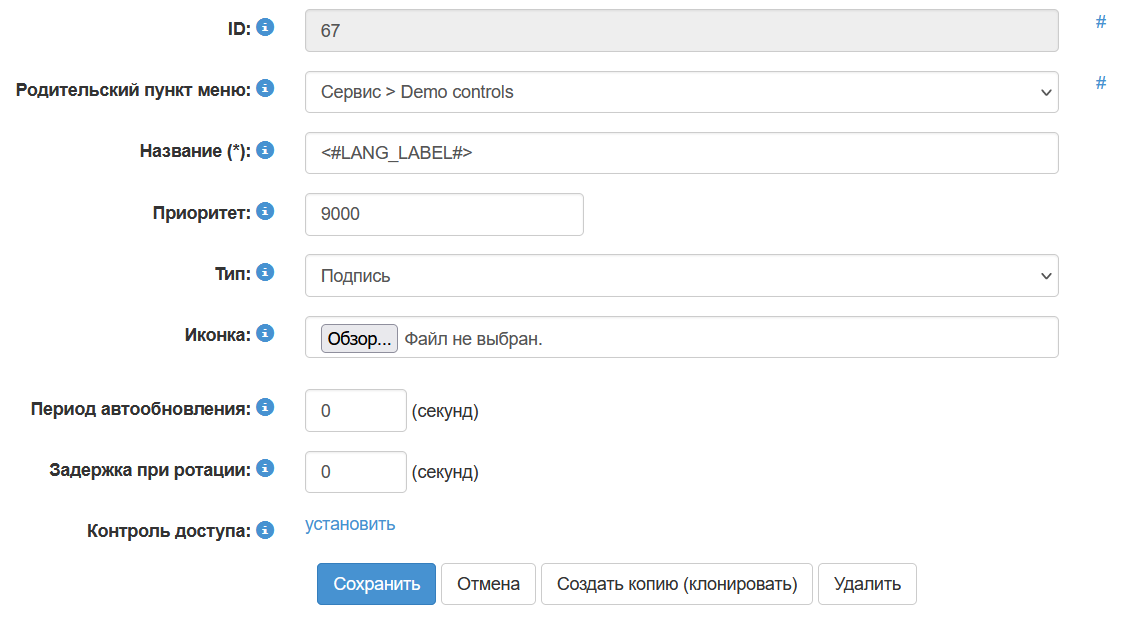 ID: 67 #
Родительский пункт меню: Сервис > Demo controls #
Название (*): <#LANG_LABEL#>
Приоритет: 9000
Тип: Подпись
Иконка: Обзор... Файл не выбран.
Период автообновления: 0 (секунд)
Задержка при ротации: 0 (секунд)
Контроль доступа: установить
Сохранить Отмена Создать копию (клонировать) Удалить